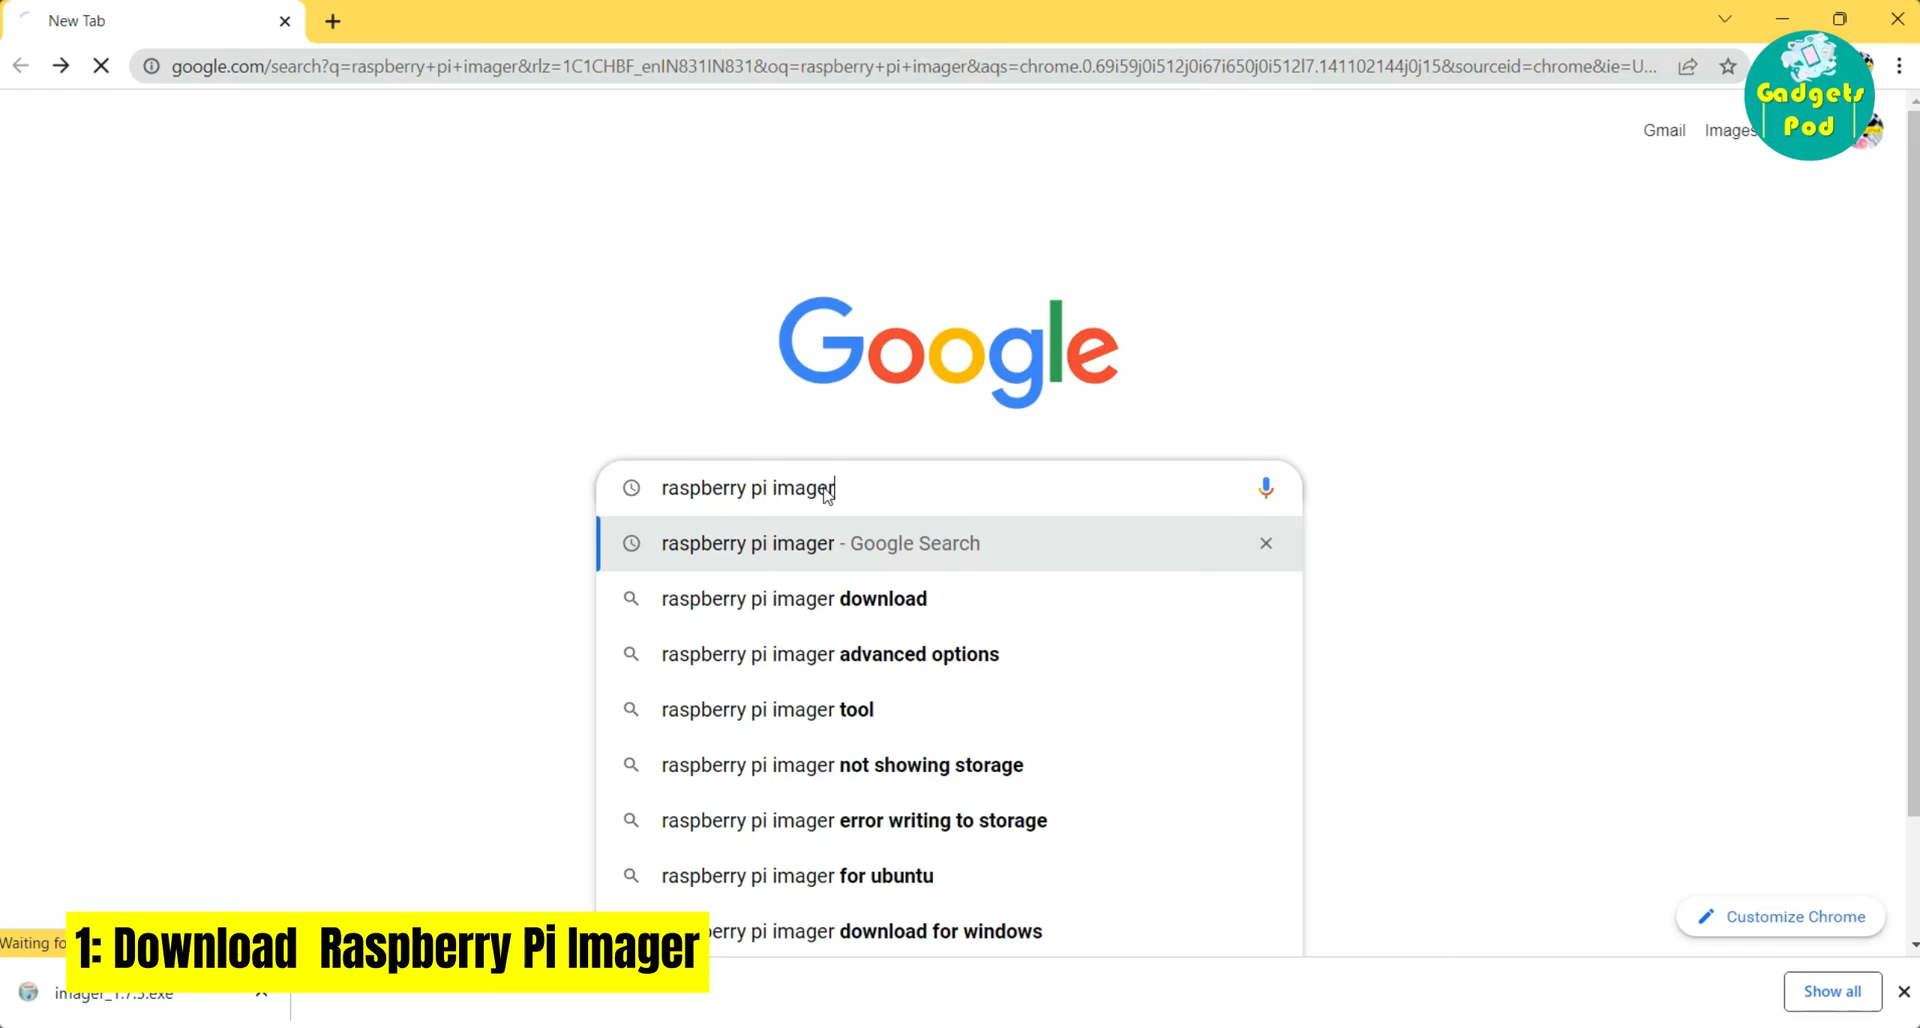 New Tab
google.com/search?q=raspberry+pi+imager&rlz=1C1CHBF_enIN831IN831&oq=raspberry+pi+imager&aqs=chrome.0.69i59j0i512j0i67i650j0i512l7.141102144j0j15&sourceid=chrome&ie=U...
Gadgets
Pod
Gmail Images
Google
raspberry pi imager
raspberry pi imager - Google Search
raspberry pi imager download
raspberry pi imager advanced options
raspberry pi imager tool
raspberry pi imager not showing storage
raspberry pi imager error writing to storage
raspberry pi imager for ubuntu
Customize Chrome
erry pi imager download for windows
Waiting fo
1: Download Raspberry Pi Imager
Show all